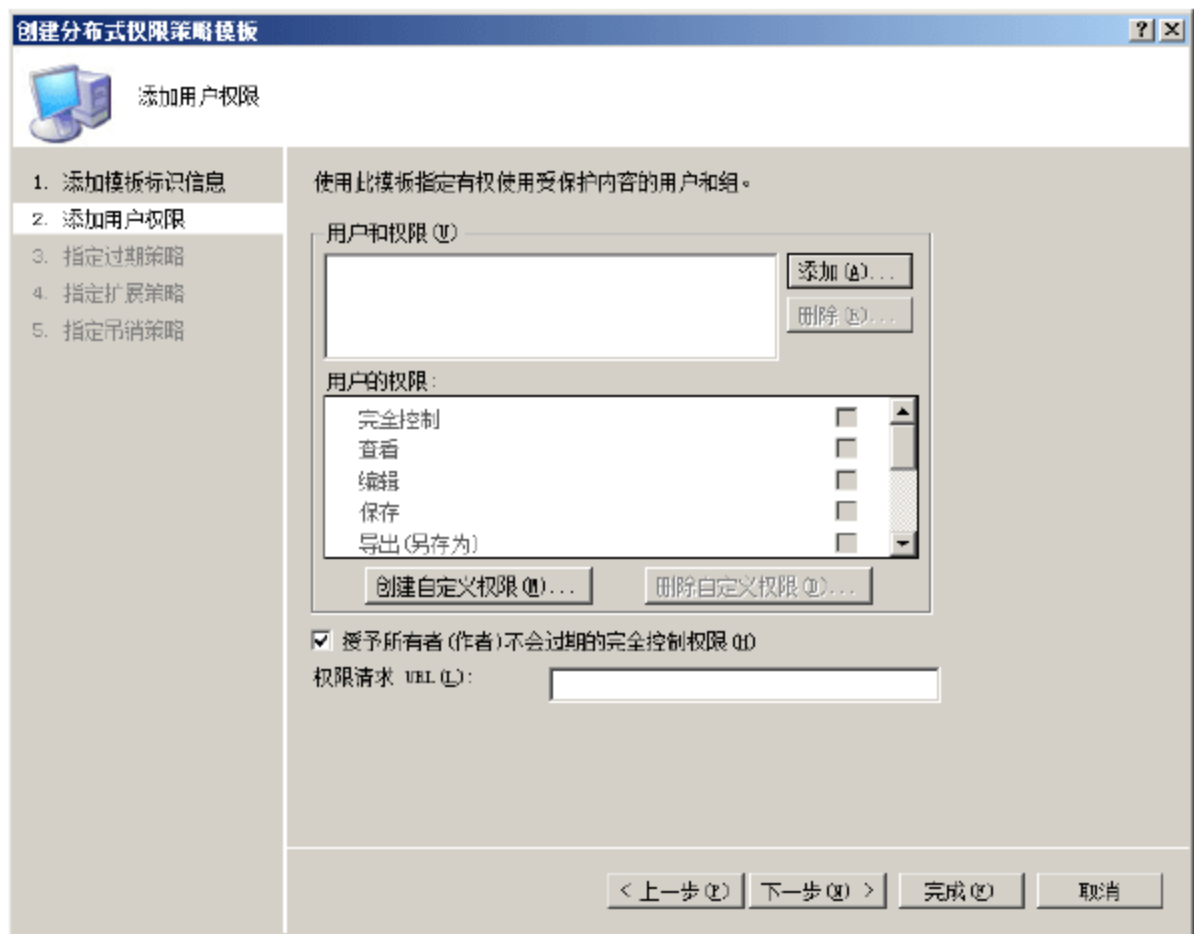 创建分布式权限策略模板
添加用户权限
1. 添加模板标识信息
2. 添加用户权限
3. 指定过期策略
4. 指定扩展策略
5. 指定吊销策略
使用此模板指定有权使用受保护内容的用户和组。
用户和权限(U)
添加(A)...
删除(R)...
用户的权限:
完全控制
查看
编辑
保存
导出(另存为)
创建自定义权限(M)...
删除自定义权限(D)...
授予所有者(作者)不会过期的完全控制权限(H)
权限请求 URL(L):
< 上一步(P)
下一步(N) >
完成(F)
取消